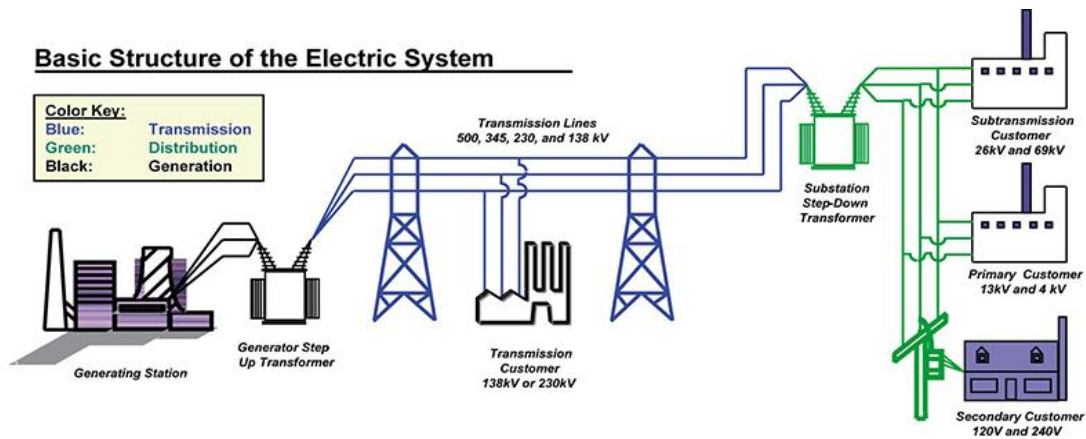 Basic Structure of the Electric System
Color Key:
Blue: Transmission
Green: Distribution
Black: Generation
Generating Station
Generator Step
Up Transformer
Transmission Lines
500, 345, 230, and 138 kV
Transmission
Customer
138kV or 230kV
Substation
Step-Down
Transformer
Subtransmission
Customer
26kV and 69kV
Primary Customer
13kV and 4 kV
Secondary Customer
120V and 240V